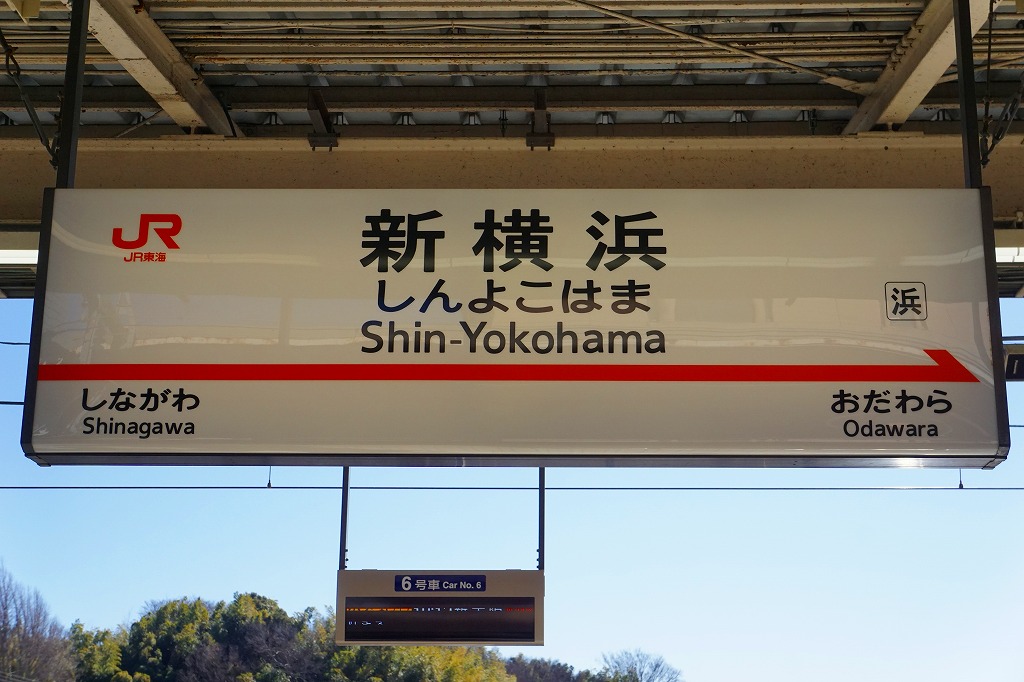 JR
JR東海
新横浜
しんよこはま
Shin-Yokohama
浜
しながわ
Shinagawa
おだわら
Odawara
6号車 Car No. 6